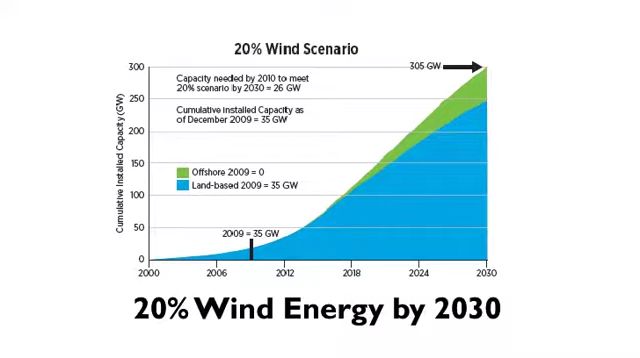 20% Wind Scenario
305 GW
Capacity needed by 2010 to meet
20% scenario by 2030 = 26 GW
Cumulative installed Capacity as
of December 2009 = 35 GW
Offshore 2009 = 0
Land-based 2009 = 35 GW
2009 = 35 GW
Cumulative Installed Capacity (GW)
300
250
200
150
100
50
0
2000
2006
2012
2018
2024
2030
20% Wind Energy by 2030